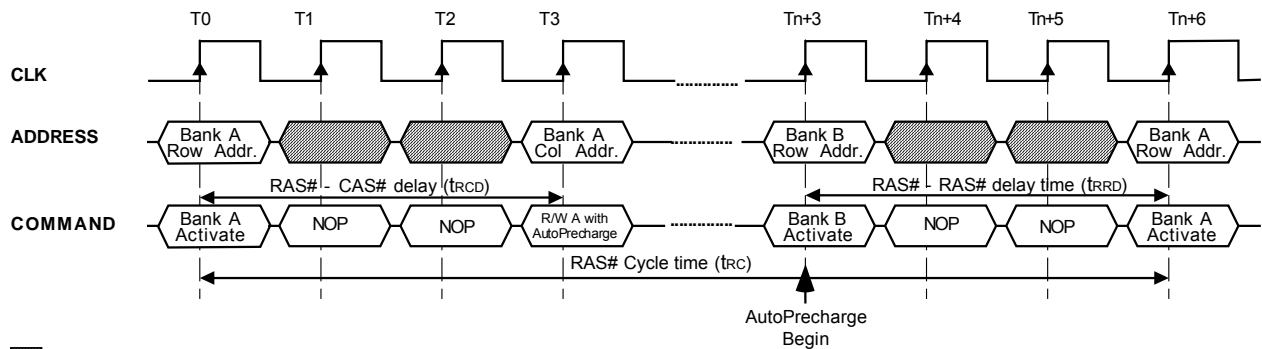 T0 T1 T2 T3 Tn+3 Tn+4 Tn+5 Tn+6
CLK
ADDRESS
Bank A
Row Addr.
Bank A
Col Addr.
Bank B
Row Addr.
Bank A
Row Addr.
RAS# - CAS# delay (tRCD)
RAS# - RAS# delay time (tRRD)
COMMAND
Bank A
Activate
NOP
NOP
R/W A with
AutoPrecharge
Bank B
Activate
NOP
NOP
Bank A
Activate
RAS# Cycle time (tRC)
AutoPrecharge
Begin